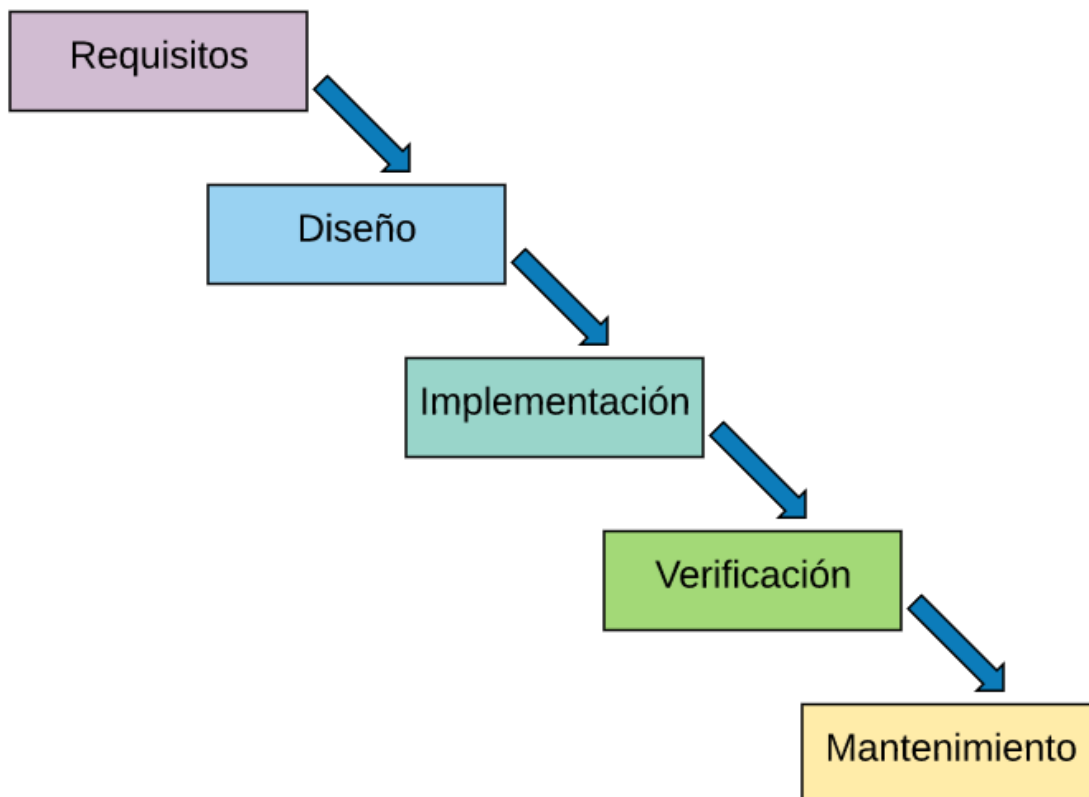 Requisitos
Diseño
Implementación
Verificación
Mantenimiento